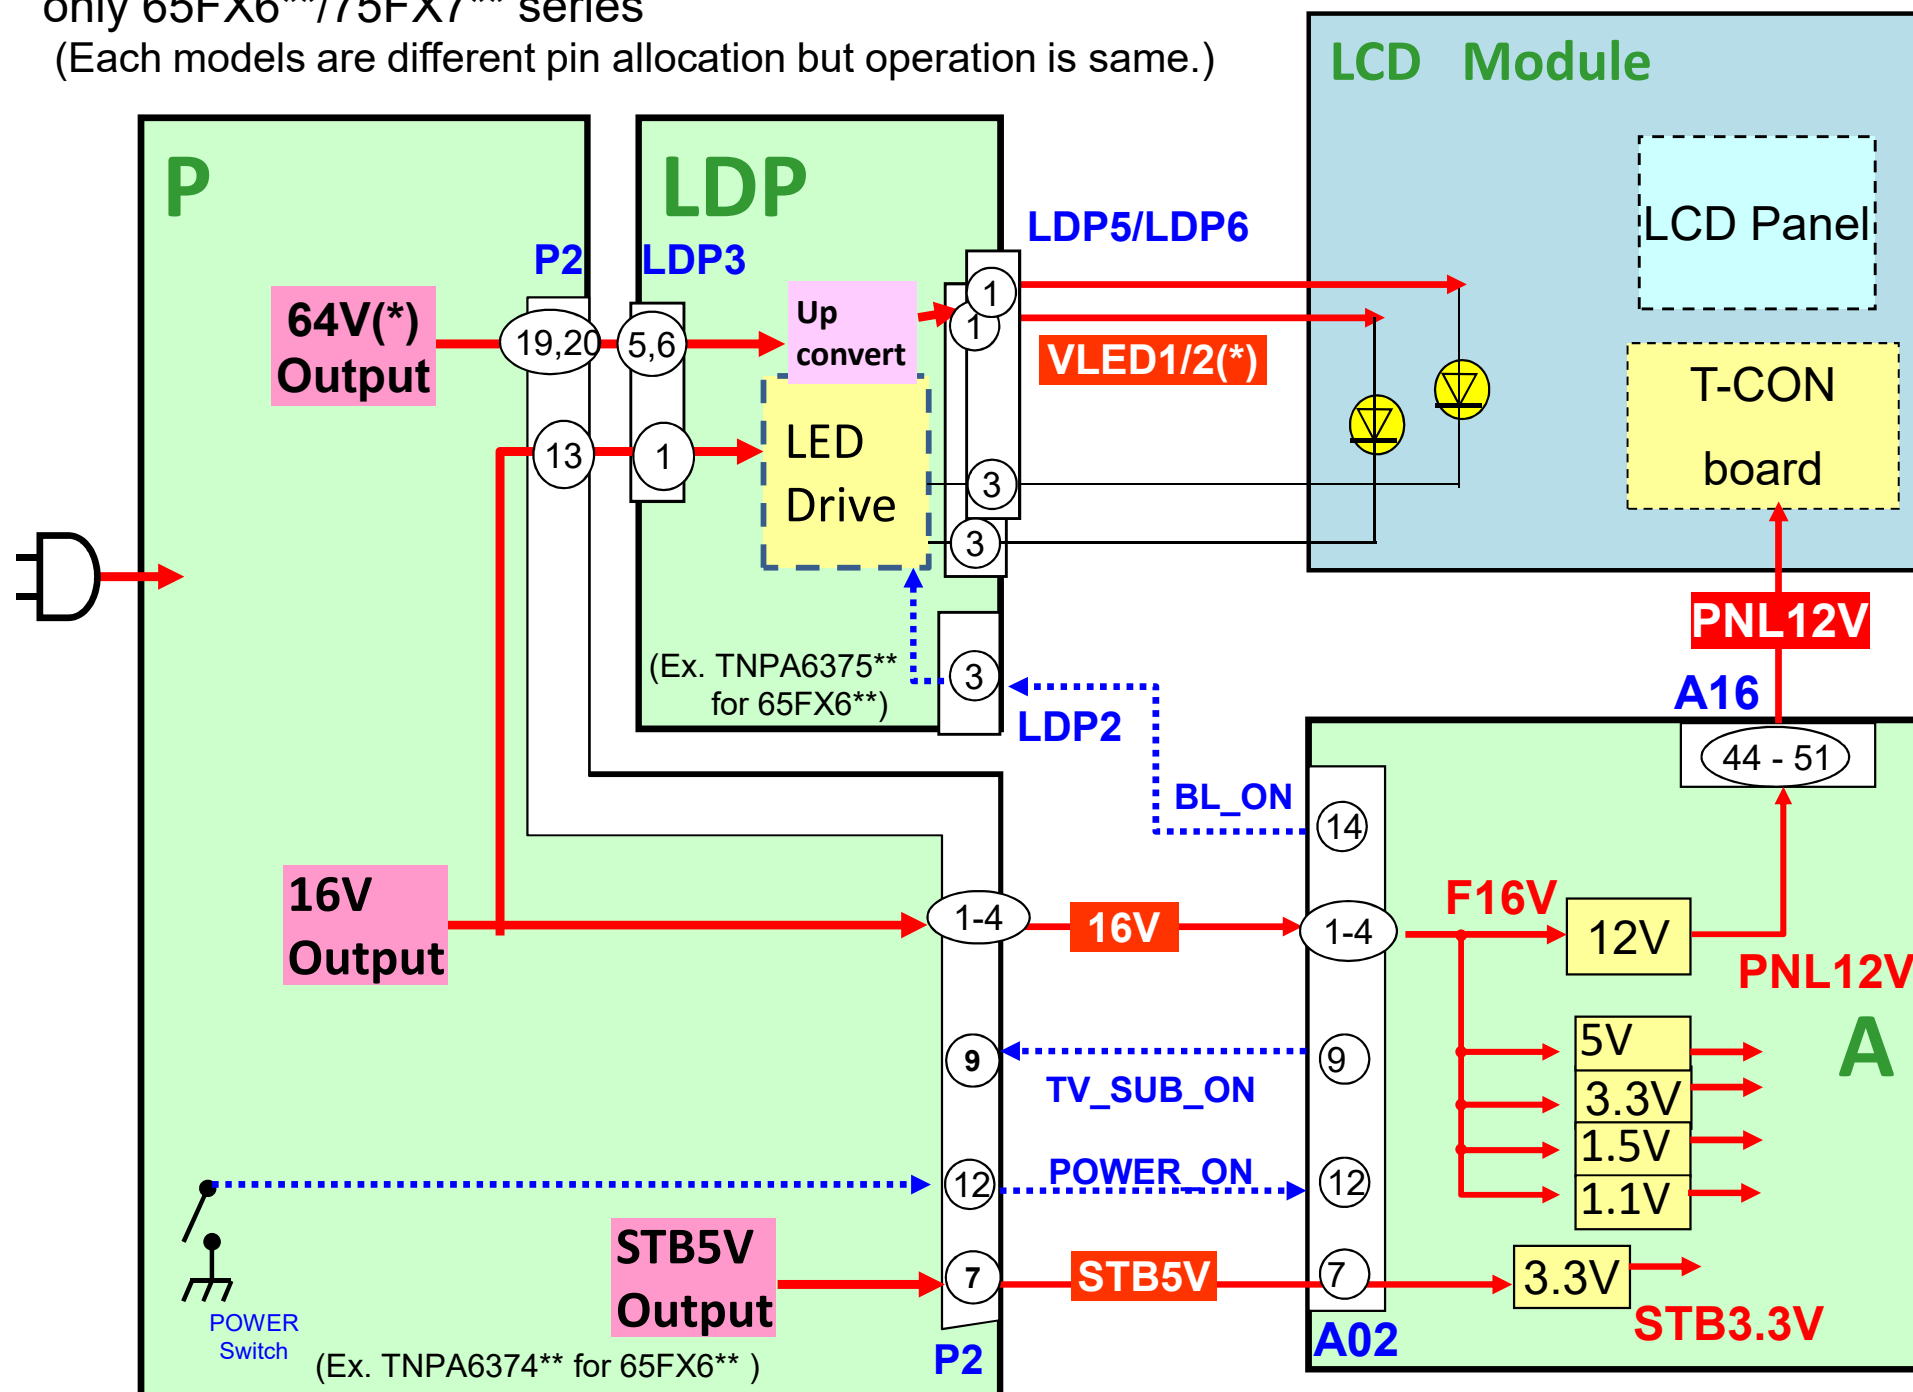 only 65FX6**/75FX7** series
(Each models are different pin allocation but operation is same.)
LCD Module
P
LDP
LCD Panel
LDP5/LDP6
P2
LDP3
64V(*)
Output
19,20
5,6
Up
convert
1
1
VLED1/2(*)
T-CON
board
13
1
LED
Drive
3
3
PNL12V
(Ex. TNPA6375**
for 65FX6**)
3
LDP2
A16
44 - 51
BL_ON
14
16V
Output
1-4
16V
1-4
F16V
12V
PNL12V
A
9
TV_SUB_ON
9
5V
3.3V
1.5V
1.1V
12
POWER_ON
12
STB5V
Output
7
STB5V
7
3.3V
STB3.3V
POWER
Switch
(Ex. TNPA6374** for 65FX6** )
P2
A02